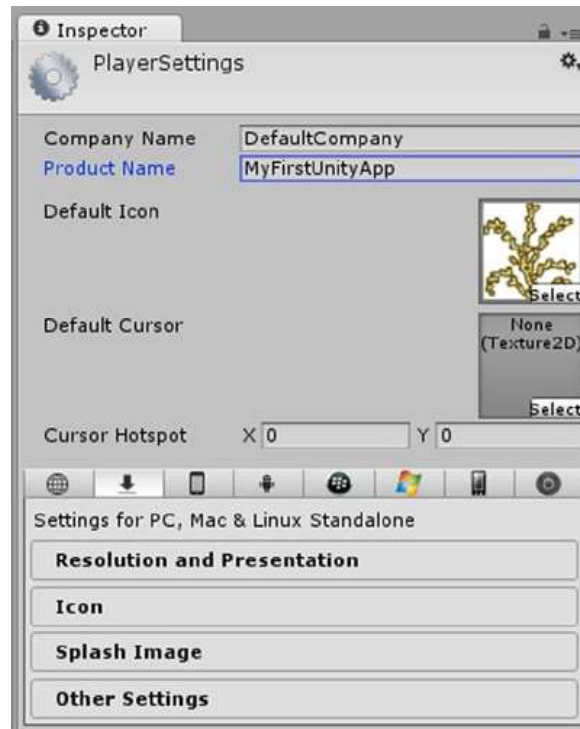 Inspector
PlayerSettings
Company Name DefaultCompany
Product Name MyFirstUnityApp
Default Icon
Select
Default Cursor
None
(Texture2D)
Select
Cursor Hotspot X 0 Y 0
Settings for PC, Mac & Linux Standalone
Resolution and Presentation
Icon
Splash Image
Other Settings